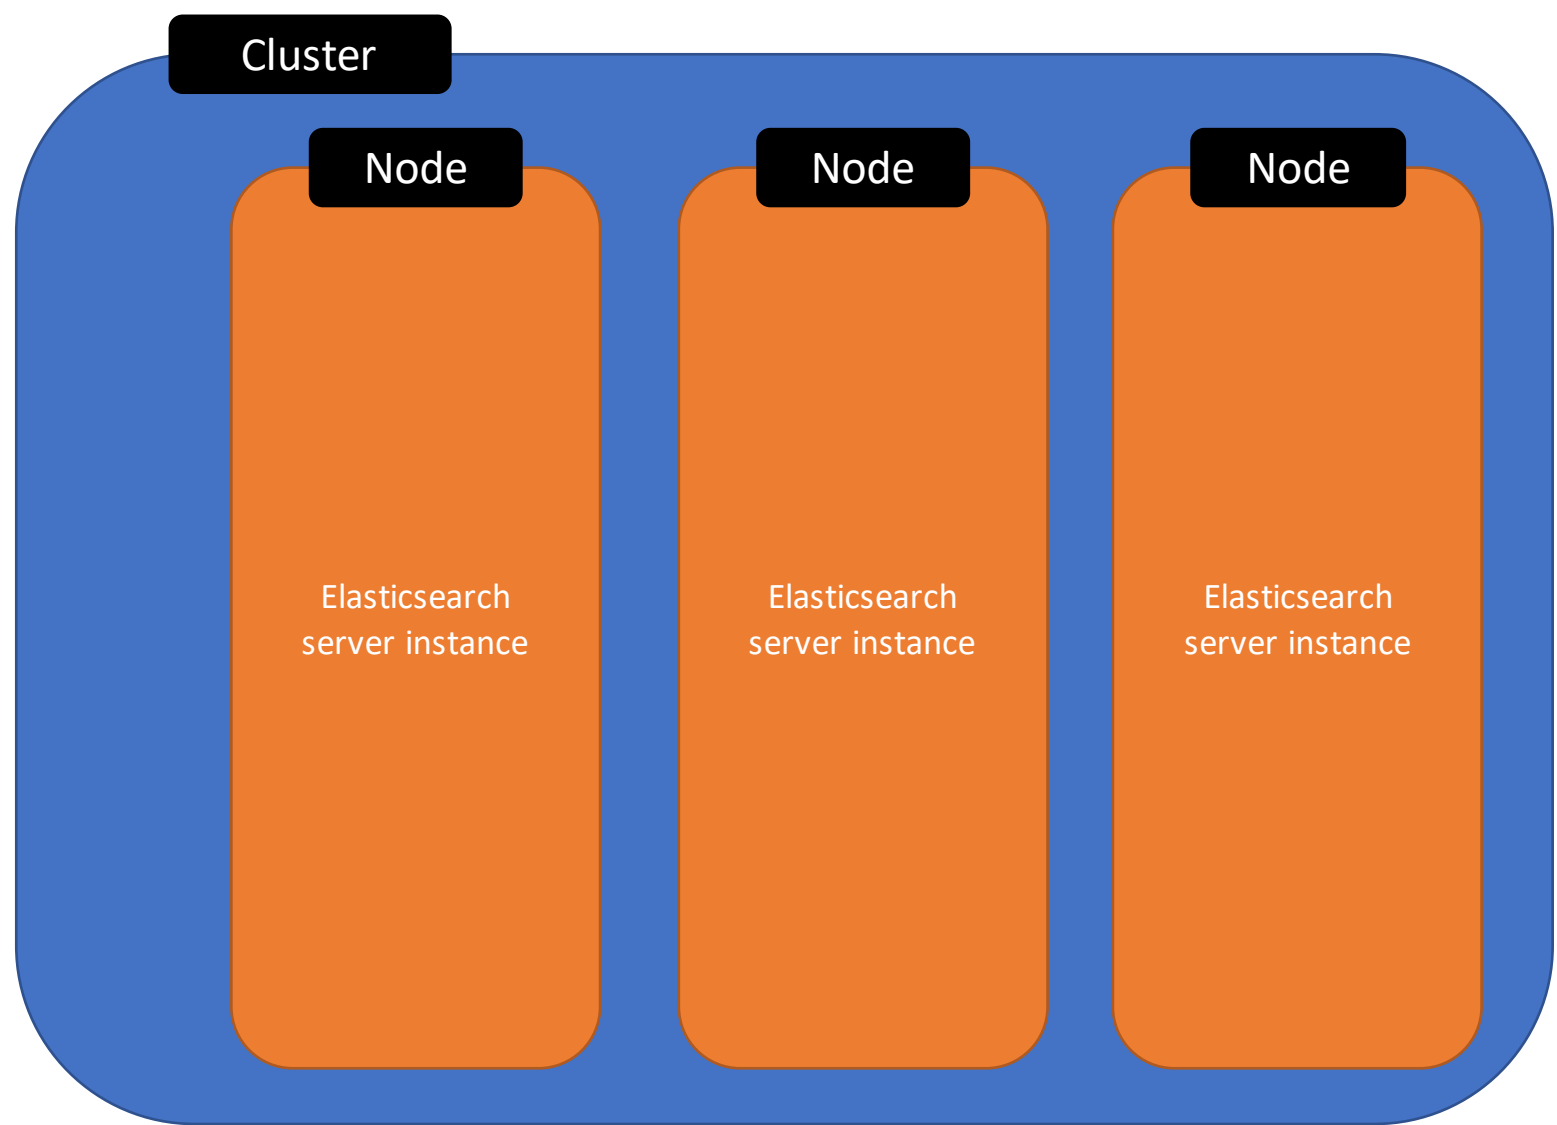 Cluster
Node
Node
Node
Elasticsearch
server instance
Elasticsearch
server instance
Elasticsearch
server instance